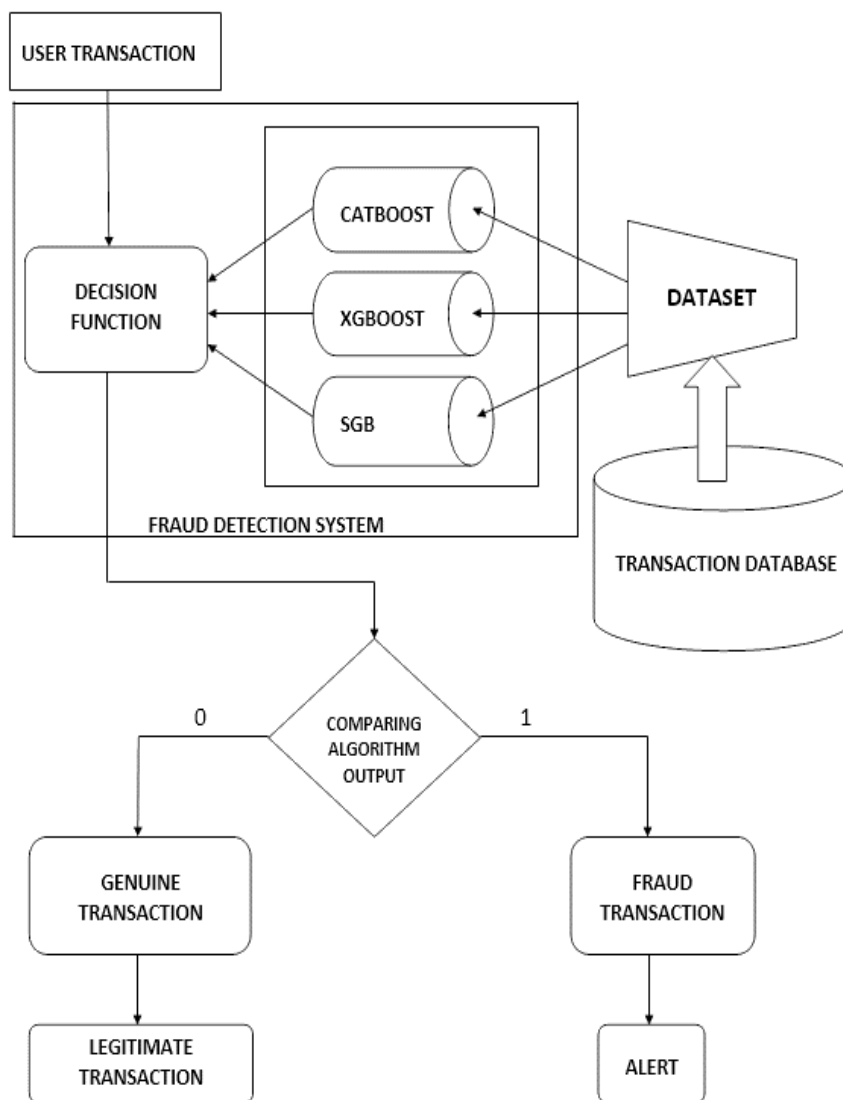 USER TRANSACTION
CATBOOST
DECISION
FUNCTION
XGBOOST
DATASET
SGB
FRAUD DETECTION SYSTEM
TRANSACTION DATABASE
0
1
COMPARING
ALGORITHM
OUTPUT
GENUINE
TRANSACTION
FRAUD
TRANSACTION
LEGITIMATE
TRANSACTION
ALERT